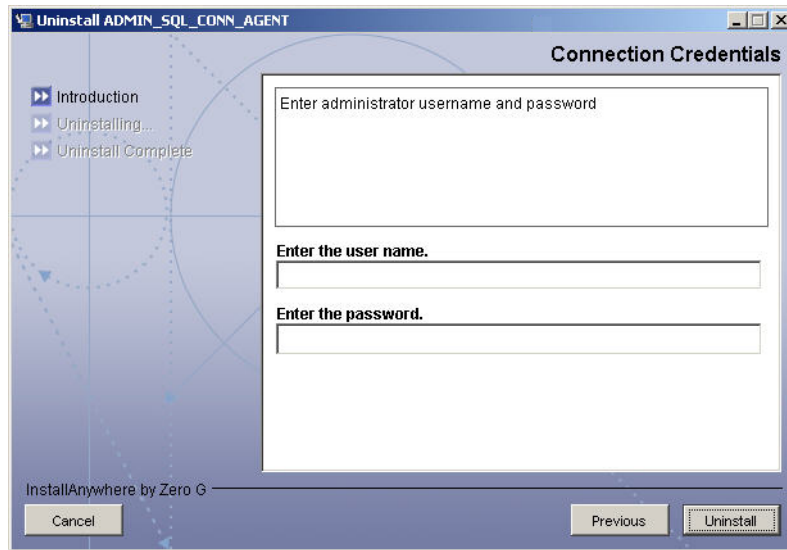 Uninstall ADMIN_SQL_CONN_AGENT
Connection Credentials
Introduction
Uninstalling...
Uninstall Complete
Enter administrator username and password
Enter the user name.
Enter the password.
InstallAnywhere by Zero G
Cancel
Previous
Uninstall